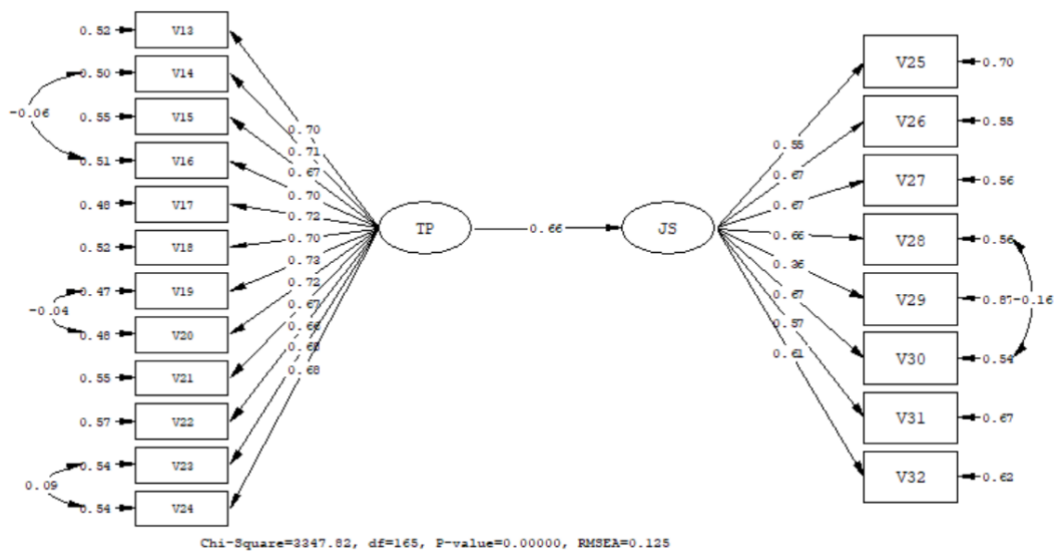 0.52 V13
0.50 V14
-0.06
0.55 V15
0.51 V16
0.48 V17
0.52 V18
0.47 V19
-0.04
0.48 V20
0.55 V21
0.57 V22
0.54 V23
0.09
0.54 V24
0.70
0.71
0.67
0.70
0.72
0.70
0.73
0.72
0.67
0.66
0.68
0.68
TP
0.66
JS
0.55
0.67
0.67
0.66
0.36
0.67
0.57
0.61
V25 0.70
V26 0.55
V27 0.56
V28 0.56
V29 0.87 -0.16
V30 0.54
V31 0.67
V32 0.62
Chi-Square=3347.82, df=165, P-value=0.00000, RMSEA=0.125